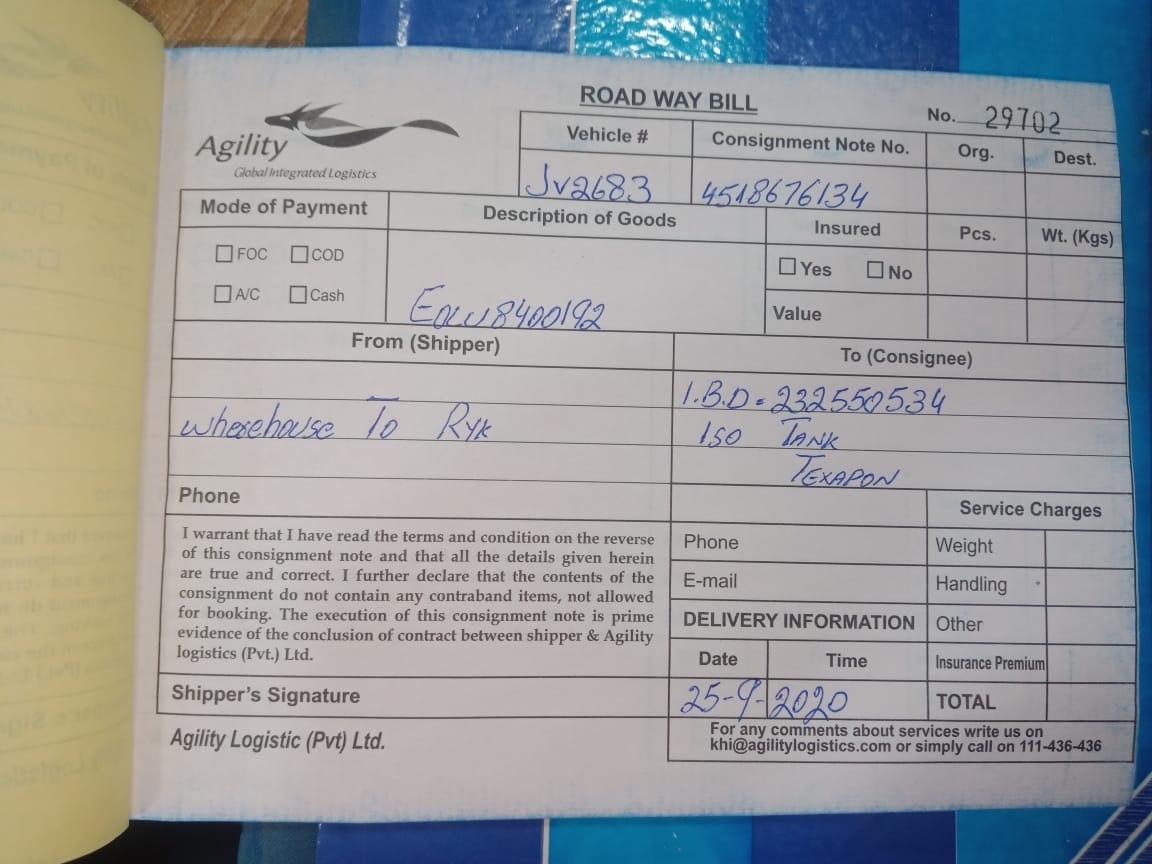 ROAD WAY BILL
No. 29702
Agility
Global Integrated Logistics
Vehicle #
Consignment Note No.
Org.
Dest.
Jv2683
4518676134
Mode of Payment
Description of Goods
Insured
Pcs.
Wt. (Kgs)
FOC
COD
Yes
No
A/C
Cash
Value
From (Shipper)
To (Consignee)
I.B.D = 232550534
wherehouse To Ryk
ISO TANK
TEXAPON
Phone
Service Charges
I warrant that I have read the terms and condition on the reverse
of this consignment note and that all the details given herein
are true and correct. I further declare that the contents of the
consignment do not contain any contraband items, not allowed
for booking. The execution of this consignment note is prime
evidence of the conclusion of contract between shipper & Agility
logistics (Pvt.) Ltd.
Phone
Weight
E-mail
Handling
DELIVERY INFORMATION
Other
Date
Time
Insurance Premium
Shipper's Signature
25-9-2020
TOTAL
Agility Logistic (Pvt) Ltd.
For any comments about services write us on
khi@agilitylogistics.com or simply call on 111-436-436